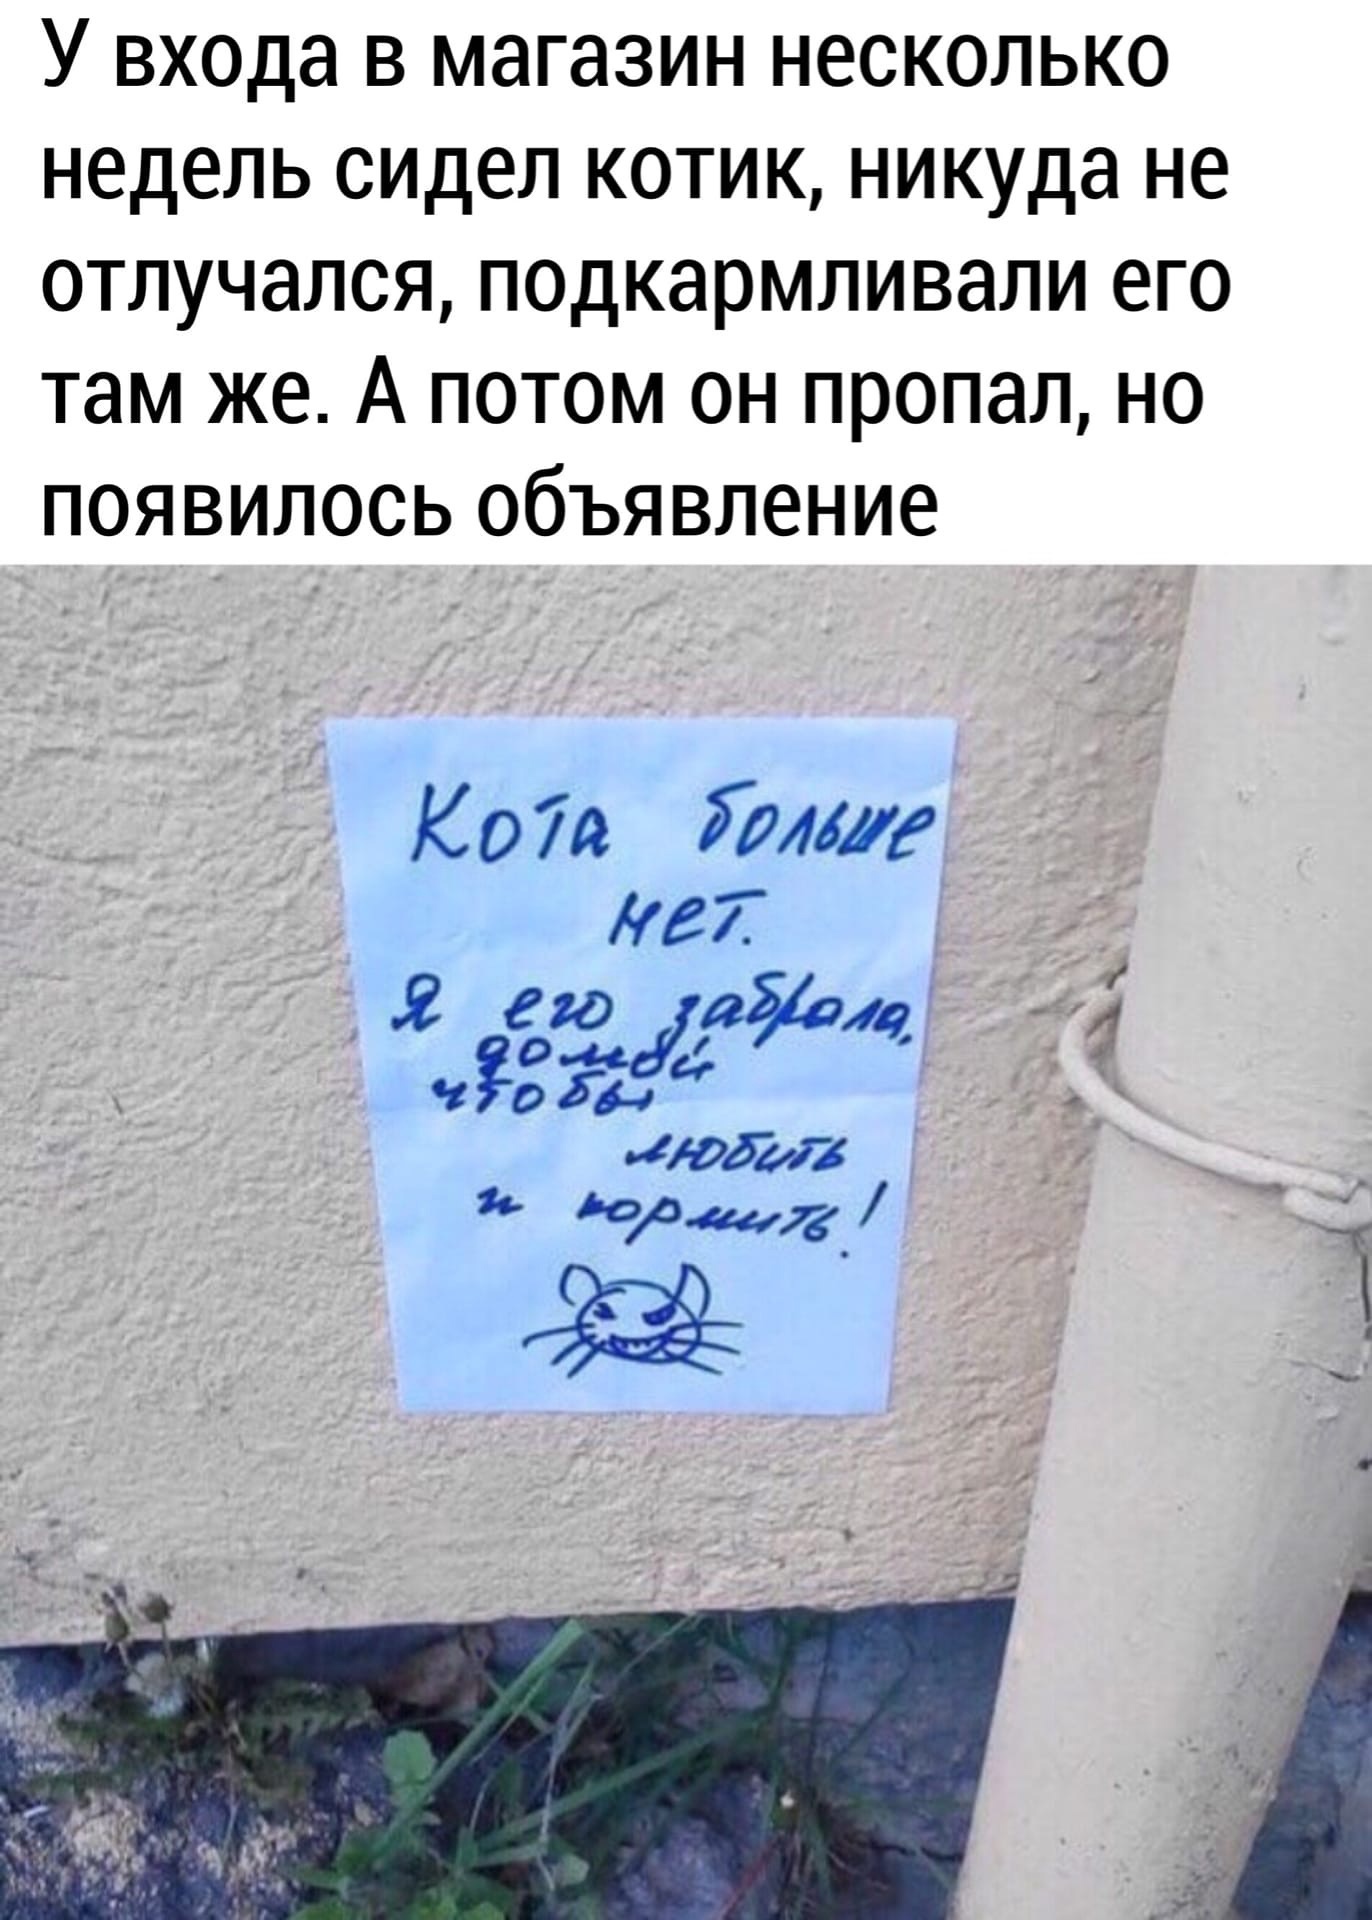 У входа в магазин несколько
недель сидел котик, никуда не
отлучался, подкармливали его
там же. А потом он пропал, но
появилось объявление
Кота больше
нет.
Я его забрала,
домой
чтобы
любить
и кормить!